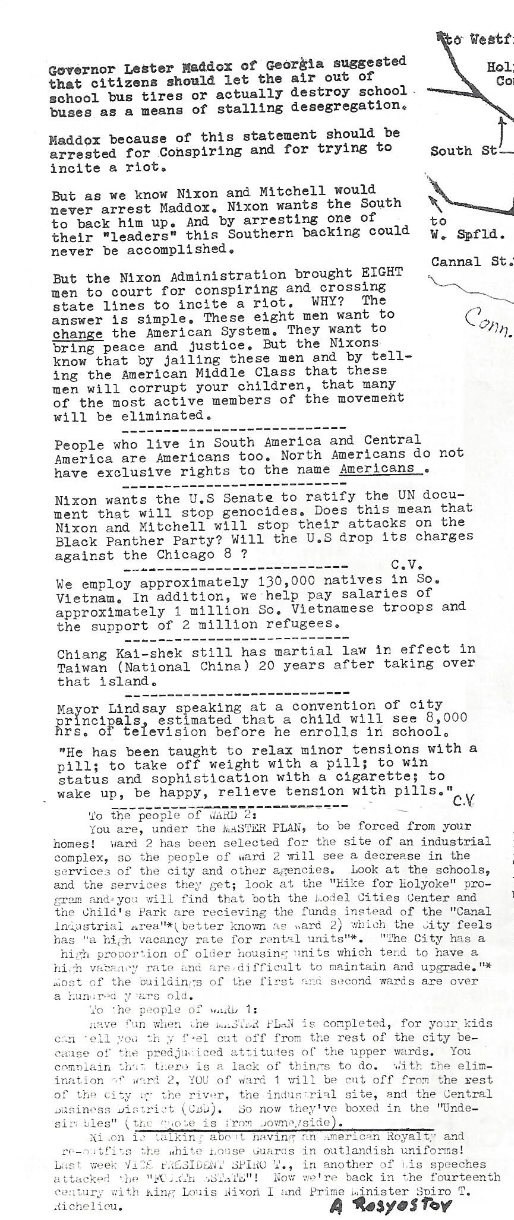 Governor Lester Maddox of Georgia suggested
that citizens should let the air out of
school bus tires or actually destroy school
buses as a means of stalling desegregation.
Maddox because of this statement should be
arrested for Conspiring and for trying to
incite a riot.
But as we know Nixon and Mitchell would
never arrest Maddox. Nixon wants the South
to back him up. And by arresting one of
their "leaders" this Southern backing could
never be accomplished.
But the Nixon Administration brought EIGHT
men to court for conspiring and crossing
state lines to incite a riot. WHY? The
answer is simple. These eight men want to
change the American System. They want to
bring peace and justice. But the Nixons
know that by jailing these men and by tell-
ing the American Middle Class that these
men will corrupt your children, that many
of the most active members of the movement
will be eliminated.
---------------------------
People who live in South America and Central
America are Americans too. North Americans do not
have exclusive rights to the name Americans .
---------------------------
Nixon wants the U.S Senate to ratify the UN docu-
ment that will stop genocides. Does this mean that
Nixon and Mitchell will stop their attacks on the
Black Panther Party? Will the U.S drop its charges
against the Chicago 8 ?
--------------------------- C.V.
We employ approximately 130,000 natives in So.
Vietnam. In addition, we help pay salaries of
approximately 1 million So. Vietnamese troops and
the support of 2 million refugees.
---------------------------
Chiang Kai-shek still has martial law in effect in
Taiwan (National China) 20 years after taking over
that island.
---------------------------
Mayor Lindsay speaking at a convention of city
principals, estimated that a child will see 8,000
hrs. of television before he enrolls in school.
"He has been taught to relax minor tensions with a
pill; to take off weight with a pill; to win
status and sophistication with a cigarette; to
wake up, be happy, relieve tension with pills."
C.V
---------------------------
To the people of WARD 2:
You are, under the MASTER PLAN, to be forced from your
homes! ward 2 has been selected for the site of an industrial
complex, so the people of ward 2 will see a decrease in the
services of the city and other agencies. Look at the schools,
and the services they get; look at the "Hike for Holyoke" pro-
gram and you will find that both the Model Cities Center and
the Child's Park are recieving the funds instead of the "Canal
Industrial Area"*(better known as ward 2) which the City feels
has "a high vacancy rate for rental units"*. "The City has a
high proportion of older housing units which tend to have a
high vabancy rate and are difficult to maintain and upgrade."*
Most of the buildings of the first and second wards are over
a hundred years old.
To the people of WARD 1:
Have fun when the MASTER PLAN is completed, for your kids
can tell you they feel cut off from the rest of the city be-
cause of the predjudiced attitudes of the upper wards. You
complain that there is a lack of things to do. With the elim-
ination of ward 2, YOU of ward 1 will be cut off from the rest
of the city by the river, the industrial site, and the Central
Business District (CBD). So now they've boxed in the "Unde-
sirables" (the quote is from Downeyside).
Nixon is talking about having an American Royalty and
re-outfits the White House Guards in outlandish uniforms!
Last week VICE PRESIDENT SPIRO T., in another of his speeches
attacked the "FOURTH ESTATE"! Now we're back in the fourteenth
century with King Louis Nixon I and Prime Minister Spiro T.
Richelieu.
A Rosyostov
to Westf
Hol
Co
South St
to
W. Spfld.
Cannal St.
Conn.